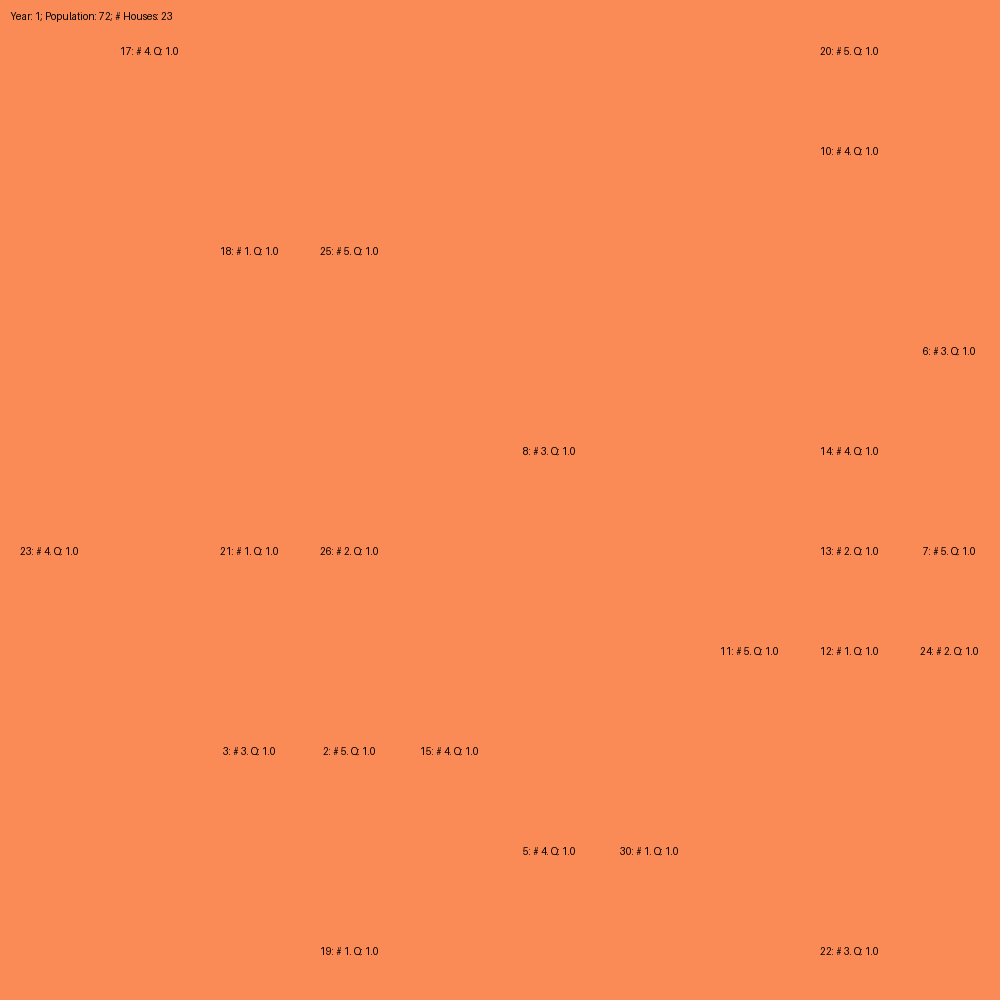 Year: 1; Population: 72; # Houses: 23
17: # 4. Q: 1.0 20: # 5. Q: 1.0
10: # 4. Q: 1.0
18: # 1. Q: 1.0 25: # 5. Q: 1.0
6: # 3. Q: 1.0
8: # 3. Q: 1.0 14: # 4. Q: 1.0
23: # 4. Q: 1.0 21: # 1. Q: 1.0 26: # 2. Q: 1.0 13: # 2. Q: 1.0 7: # 5. Q: 1.0
11: # 5. Q: 1.0 12: # 1. Q: 1.0 24: # 2. Q: 1.0
3: # 3. Q: 1.0 2: # 5. Q: 1.0 15: # 4. Q: 1.0
5: # 4. Q: 1.0 30: # 1. Q: 1.0
19: # 1. Q: 1.0 22: # 3. Q: 1.0